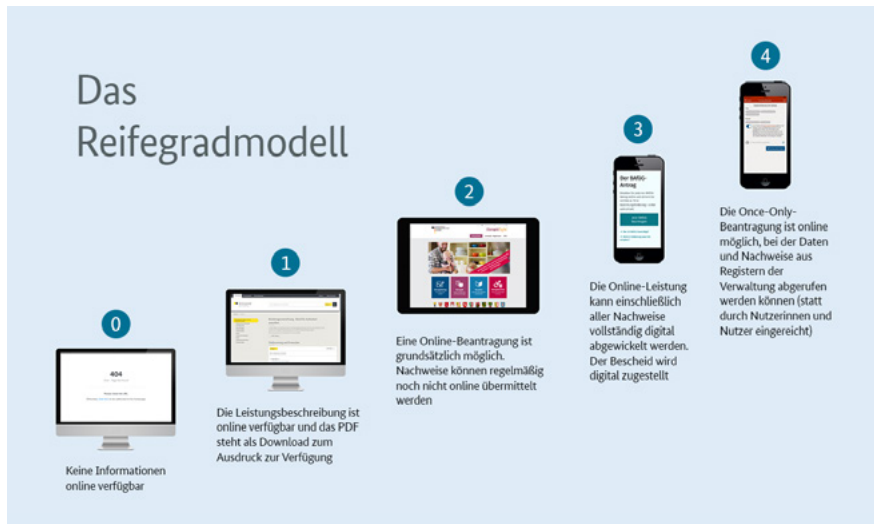 Das
Reifegradmodell
0
404
Keine Informationen
online verfügbar
1
Die Leistungsbeschreibung ist
online verfügbar und das PDF
steht als Download zum
Ausdruck zur Verfügung
2
Eine Online-Beantragung ist
grundsätzlich möglich.
Nachweise können regelmäßig
noch nicht online übermittelt
werden
3
Der BAföG-
Antrag
Die Online-Leistung
kann einschließlich
aller Nachweise
vollständig digital
abgewickelt werden.
Der Bescheid wird
digital zugestellt
4
Die Once-Only-
Beantragung ist online
möglich, bei der Daten
und Nachweise aus
Registern der
Verwaltung abgerufen
werden können (statt
durch Nutzerinnen und
Nutzer eingereicht)